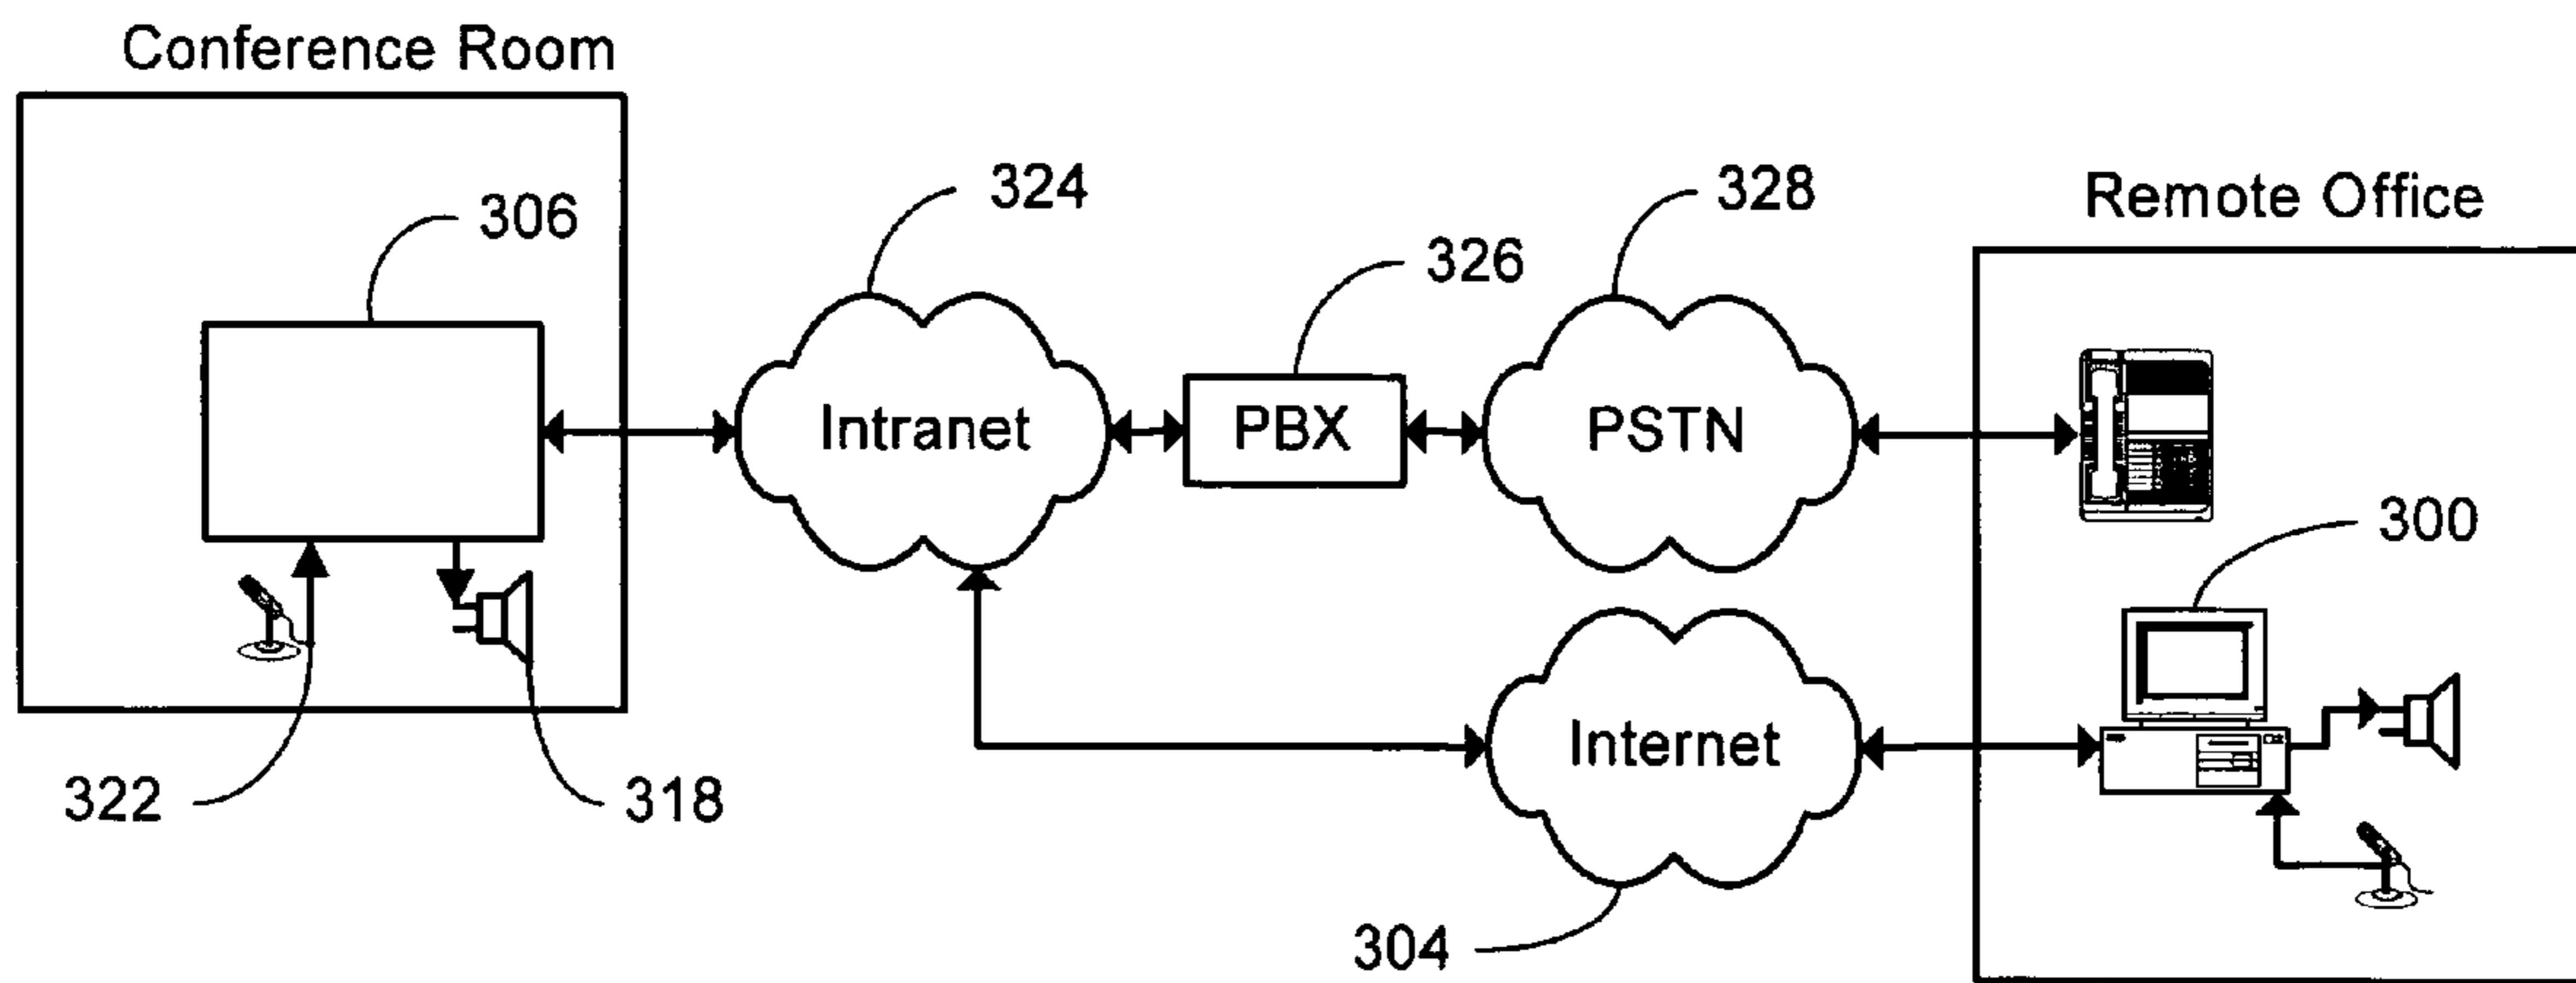 Conference Room
324
328
Remote Office
306
326
Intranet
PBX
PSTN
300
Internet
322
318
304